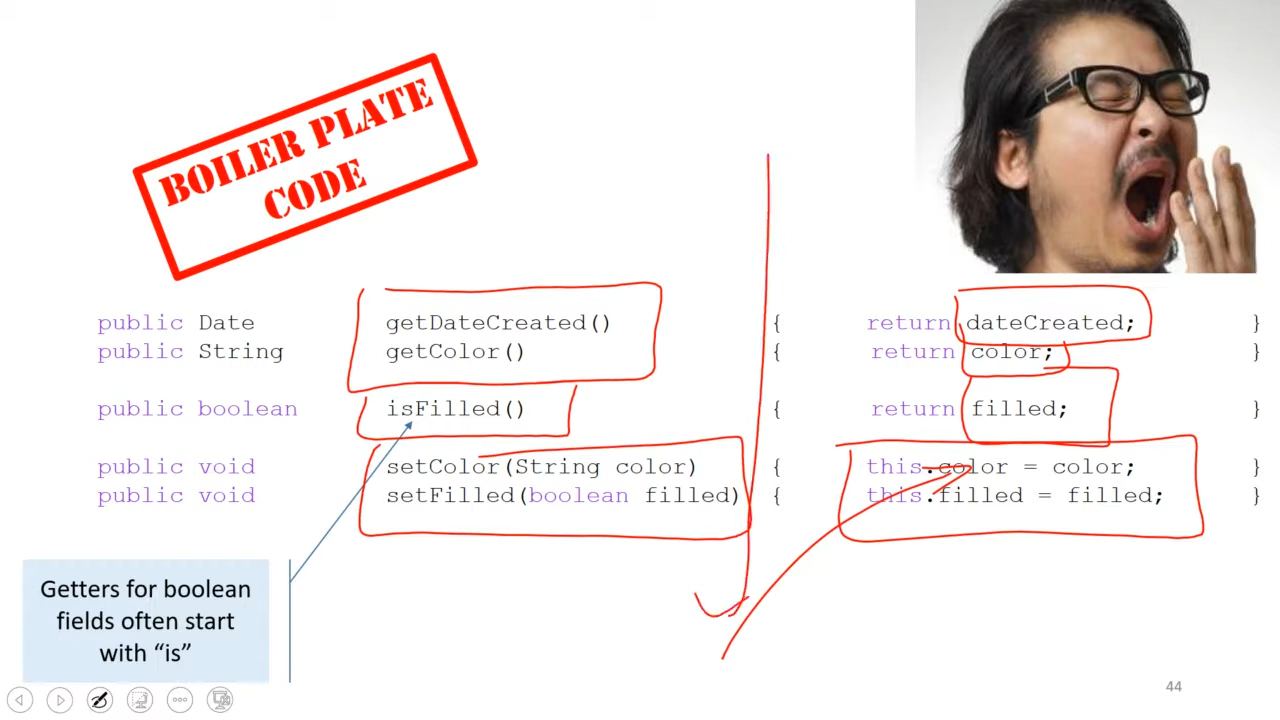 BOILER PLATE
CODE
public Date getDateCreated() { return dateCreated; }
public String getColor() { return color; }
public boolean isFilled() { return filled; }
public void setColor(String color) { this.color = color; }
public void setFilled(boolean filled) { this.filled = filled; }
Getters for boolean
fields often start
with “is”
44